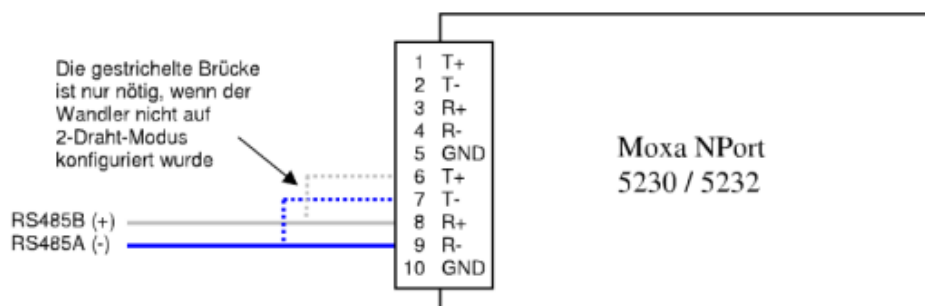 Die gestrichelte Brücke
ist nur nötig, wenn der
Wandler nicht auf
2-Draht-Modus
konfiguriert wurde
RS485B (+)
RS485A (-)
1 T+
2 T-
3 R+
4 R-
5 GND
6 T+
7 T-
8 R+
9 R-
10 GND
Moxa NPort
5230 / 5232